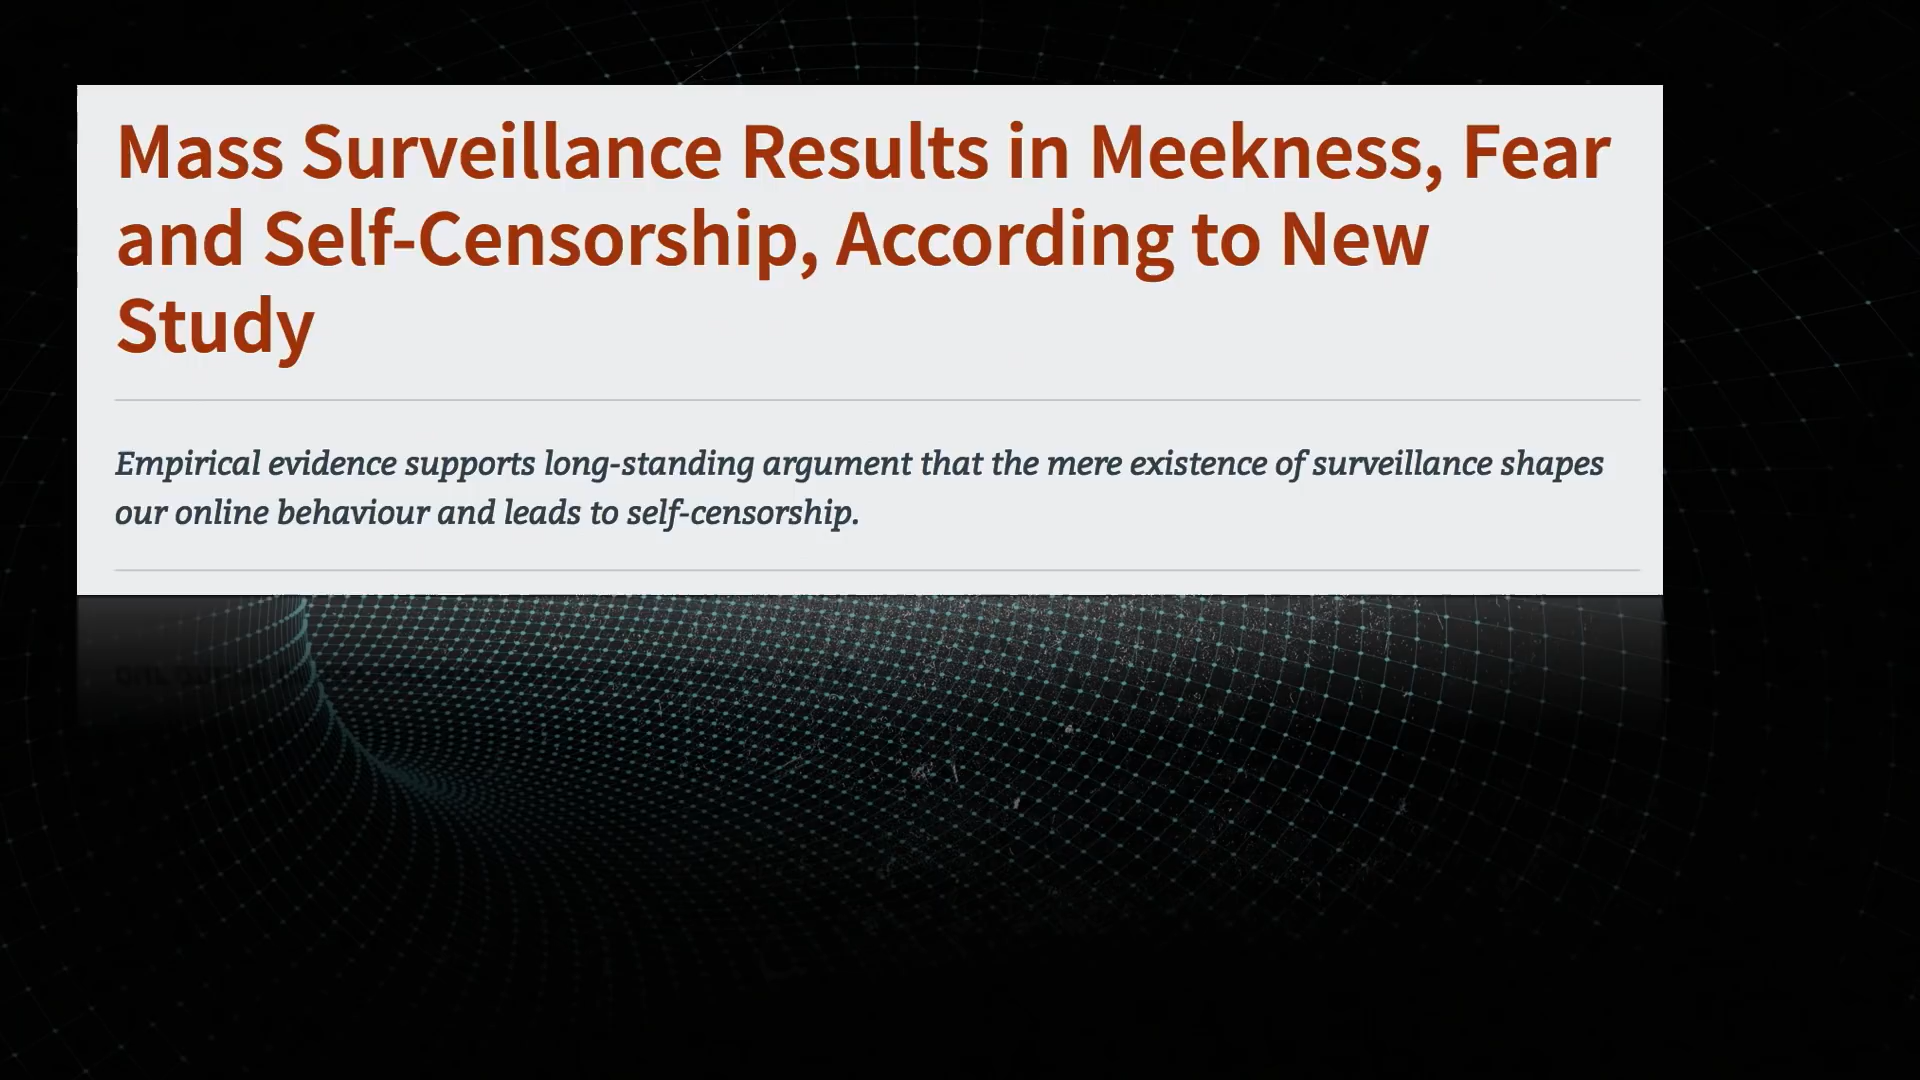 Mass Surveillance Results in Meekness, Fear
and Self-Censorship, According to New
Study
Empirical evidence supports long-standing argument that the mere existence of surveillance shapes
our online behaviour and leads to self-censorship.